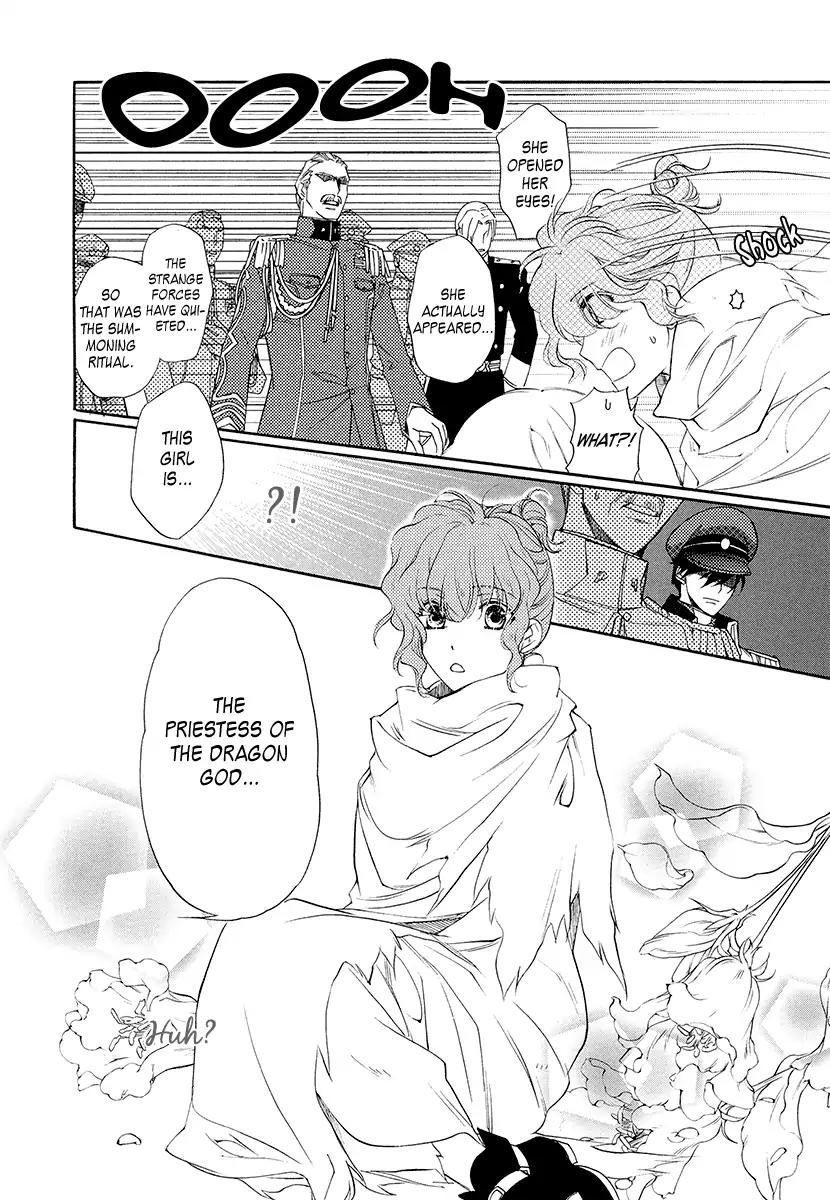 OOOH
SHE
OPENED
HER
EYES!
Shock
WHAT?!
SHE
ACTUALLY
APPEARED...
THE
STRANGE
FORCES
HAVE QUI-
ETED...
SO
THAT WAS
THE SUM-
MONING
RITUAL.
THIS
GIRL
IS...
?!
THE
PRIESTESS OF
THE DRAGON
GOD...
Huh?